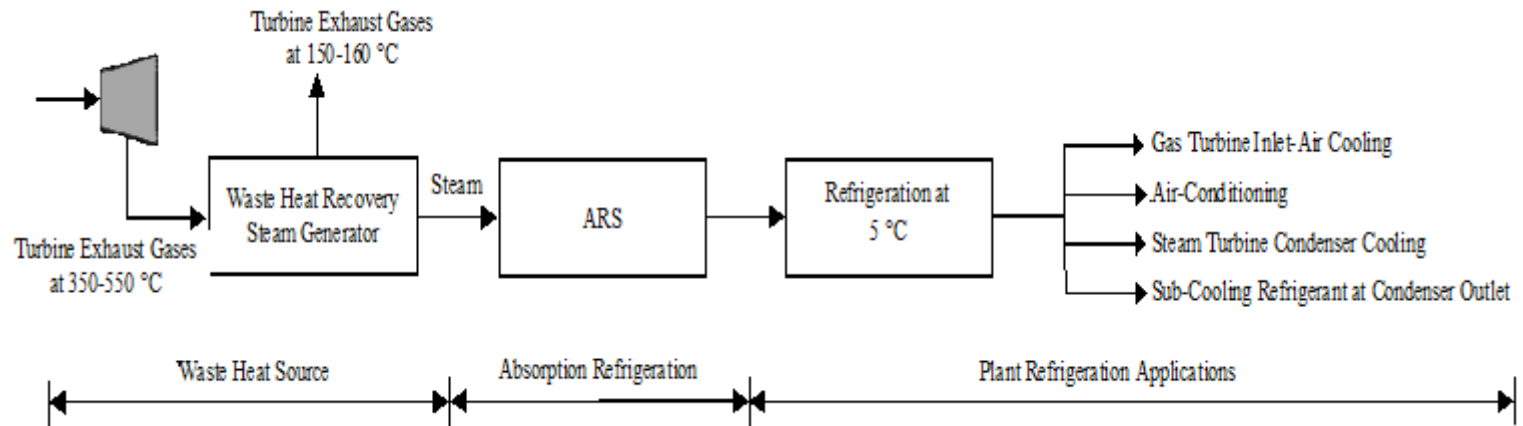 Turbine Exhaust Gases
at 150-160 °C
Turbine Exhaust Gases
at 350-550 °C
Waste Heat Recovery
Steam Generator
Steam
ARS
Refrigeration at
5 °C
Gas Turbine Inlet-Air Cooling
Air-Conditioning
Steam Turbine Condenser Cooling
Sub-Cooling Refrigerant at Condenser Outlet
Waste Heat Source
Absorption Refrigeration
Plant Refrigeration Applications